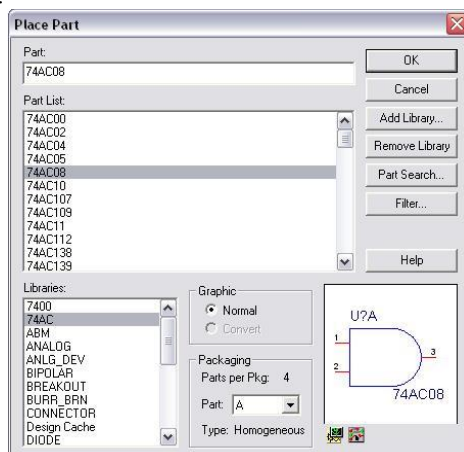 Place Part
Part:
74AC08
OK
Cancel
Part List:
74AC00
74AC02
74AC04
74AC05
74AC08
74AC10
74AC107
74AC109
74AC11
74AC112
74AC138
74AC139
Add Library...
Remove Library
Part Search...
Filter...
Help
Libraries:
7400
74AC
ABM
ANALOG
ANLG_DEV
BIPOLAR
BREAKOUT
BURR_BRN
CONNECTOR
Design Cache
DIODE
Graphic
Normal
Convert
Packaging
Parts per Pkg: 4
Part: A
Type: Homogeneous
U?A
1
2
3
74AC08